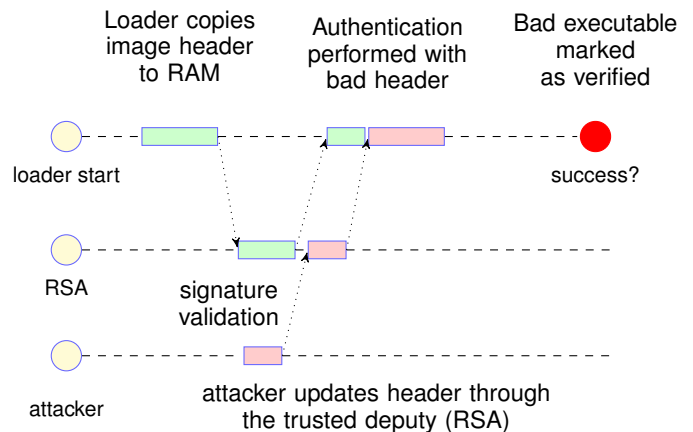 Loader copies
image header
to RAM
Authentication
performed with
bad header
Bad executable
marked
as verified
loader start
success?
RSA
signature
validation
attacker
attacker updates header through
the trusted deputy (RSA)